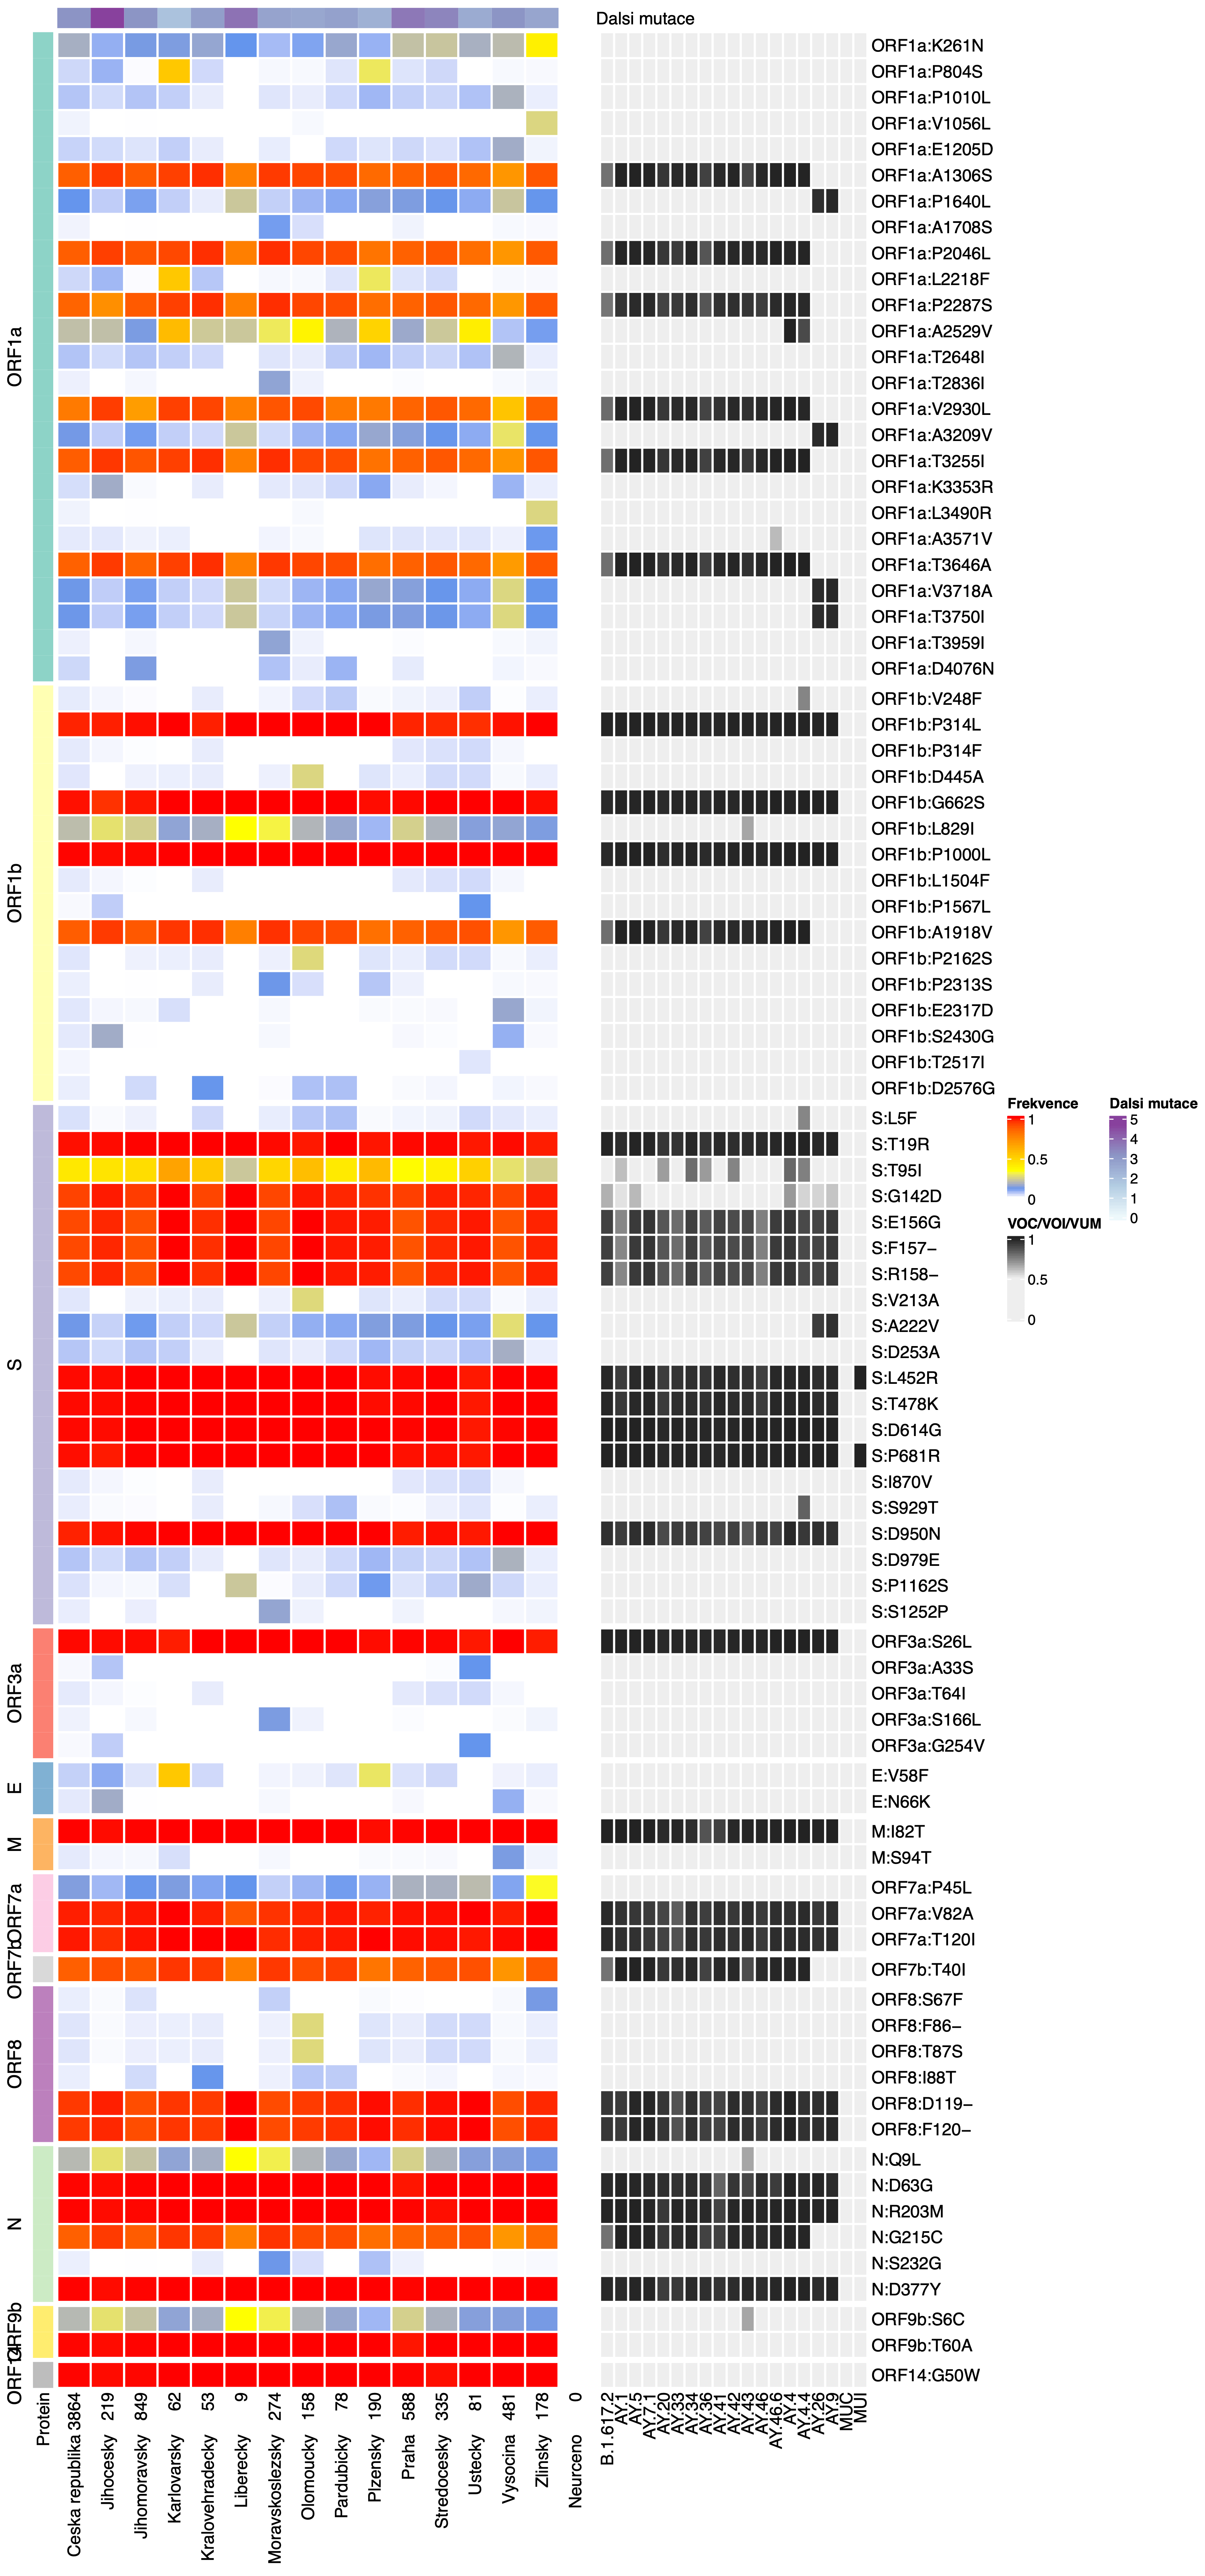 Dalsi mutace
ORF1a
ORF1a:K261N
ORF1a:P804S
ORF1a:P1010L
ORF1a:V1056L
ORF1a:E1205D
ORF1a:A1306S
ORF1a:P1640L
ORF1a:A1708S
ORF1a:P2046L
ORF1a:L2218F
ORF1a:P2287S
ORF1a:A2529V
ORF1a:T2648I
ORF1a:T2836I
ORF1a:V2930L
ORF1a:A3209V
ORF1a:T3255I
ORF1a:K3353R
ORF1a:L3490R
ORF1a:A3571V
ORF1a:T3646A
ORF1a:V3718A
ORF1a:T3750I
ORF1a:T3959I
ORF1a:D4076N
ORF1b
ORF1b:V248F
ORF1b:P314L
ORF1b:P314F
ORF1b:D445A
ORF1b:G662S
ORF1b:L829I
ORF1b:P1000L
ORF1b:L1504F
ORF1b:P1567L
ORF1b:A1918V
ORF1b:P2162S
ORF1b:P2313S
ORF1b:E2317D
ORF1b:S2430G
ORF1b:T2517I
ORF1b:D2576G
S
S:L5F
S:T19R
S:T95I
S:G142D
S:E156G
S:F157−
S:R158−
S:V213A
S:A222V
S:D253A
S:L452R
S:T478K
S:D614G
S:P681R
S:I870V
S:S929T
S:D950N
S:D979E
S:P1162S
S:S1252P
ORF3a
ORF3a:S26L
ORF3a:A33S
ORF3a:T64I
ORF3a:S166L
ORF3a:G254V
E
E:V58F
E:N66K
M
M:I82T
M:S94T
ORF7a
ORF7a:P45L
ORF7a:V82A
ORF7a:T120I
ORF7b
ORF7b:T40I
ORF8
ORF8:S67F
ORF8:F86−
ORF8:T87S
ORF8:I88T
ORF8:D119−
ORF8:F120−
N
N:Q9L
N:D63G
N:R203M
N:G215C
N:S232G
N:D377Y
ORF9b
ORF9b:S6C
ORF9b:T60A
ORF14
ORF14:G50W
Frekvence
1
0.5
0
Dalsi mutace
5
4
3
2
1
0
VOC/VOI/VUM
1
0.5
0
Protein
Ceska republika 3864
Jihocesky 219
Jihomoravsky 849
Karlovarsky 62
Kralovehradecky 53
Liberecky 9
Moravskoslezsky 274
Olomoucky 158
Pardubicky 78
Plzensky 190
Praha 588
Stredocesky 335
Ustecky 81
Vysocina 481
Zlinsky 178
Neurceno 0
B.1.617.2
AY.1
AY.5
AY.7.1
AY.20
AY.33
AY.34
AY.36
AY.41
AY.42
AY.43
AY.46
AY.46.6
AY.4
AY.4.4
AY.26
AY.9
MUC
MUI